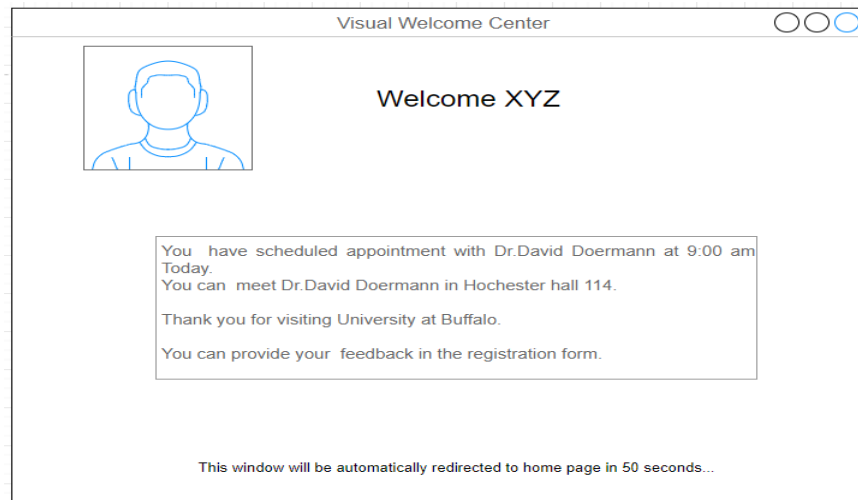 Visual Welcome Center
Welcome XYZ
You have scheduled appointment with Dr.David Doermann at 9:00 am
Today.
You can meet Dr.David Doermann in Hochester hall 114.
Thank you for visiting University at Buffalo.
You can provide your feedback in the registration form.
This window will be automatically redirected to home page in 50 seconds...